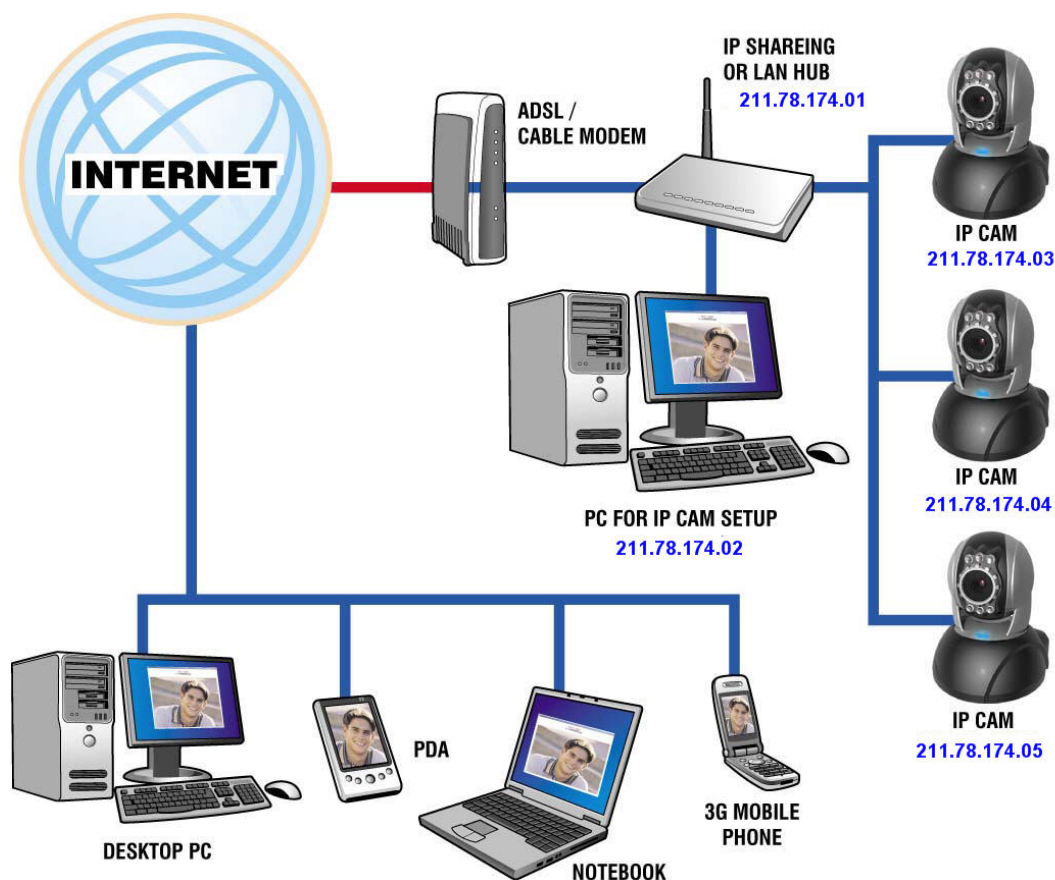 IP SHAREING
OR LAN HUB
211.78.174.01
ADSL /
CABLE MODEM
INTERNET
IP CAM
211.78.174.03
IP CAM
211.78.174.04
PC FOR IP CAM SETUP
211.78.174.02
IP CAM
211.78.174.05
PDA
3G MOBILE
PHONE
DESKTOP PC
NOTEBOOK